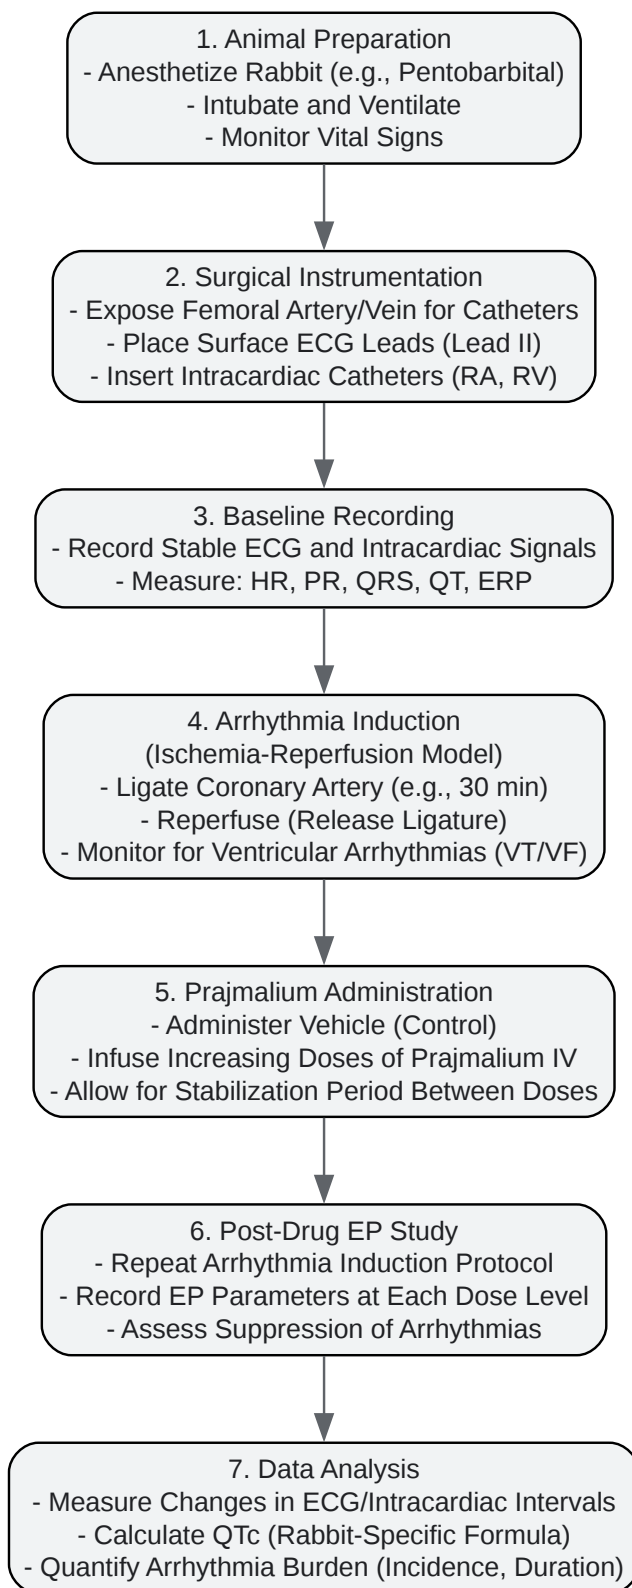 1. Animal Preparation
- Anesthetize Rabbit (e.g., Pentobarbital)
- Intubate and Ventilate
- Monitor Vital Signs
2. Surgical Instrumentation
- Expose Femoral Artery/Vein for Catheters
- Place Surface ECG Leads (Lead II)
- Insert Intracardiac Catheters (RA, RV)
3. Baseline Recording
- Record Stable ECG and Intracardiac Signals
- Measure: HR, PR, QRS, QT, ERP
4. Arrhythmia Induction
(Ischemia-Reperfusion Model)
- Ligate Coronary Artery (e.g., 30 min)
- Reperfuse (Release Ligature)
- Monitor for Ventricular Arrhythmias (VT/VF)
5. Prajmalium Administration
- Administer Vehicle (Control)
- Infuse Increasing Doses of Prajmalium IV
- Allow for Stabilization Period Between Doses
6. Post-Drug EP Study
- Repeat Arrhythmia Induction Protocol
- Record EP Parameters at Each Dose Level
- Assess Suppression of Arrhythmias
7. Data Analysis
- Measure Changes in ECG/Intracardiac Intervals
- Calculate QTc (Rabbit-Specific Formula)
- Quantify Arrhythmia Burden (Incidence, Duration)